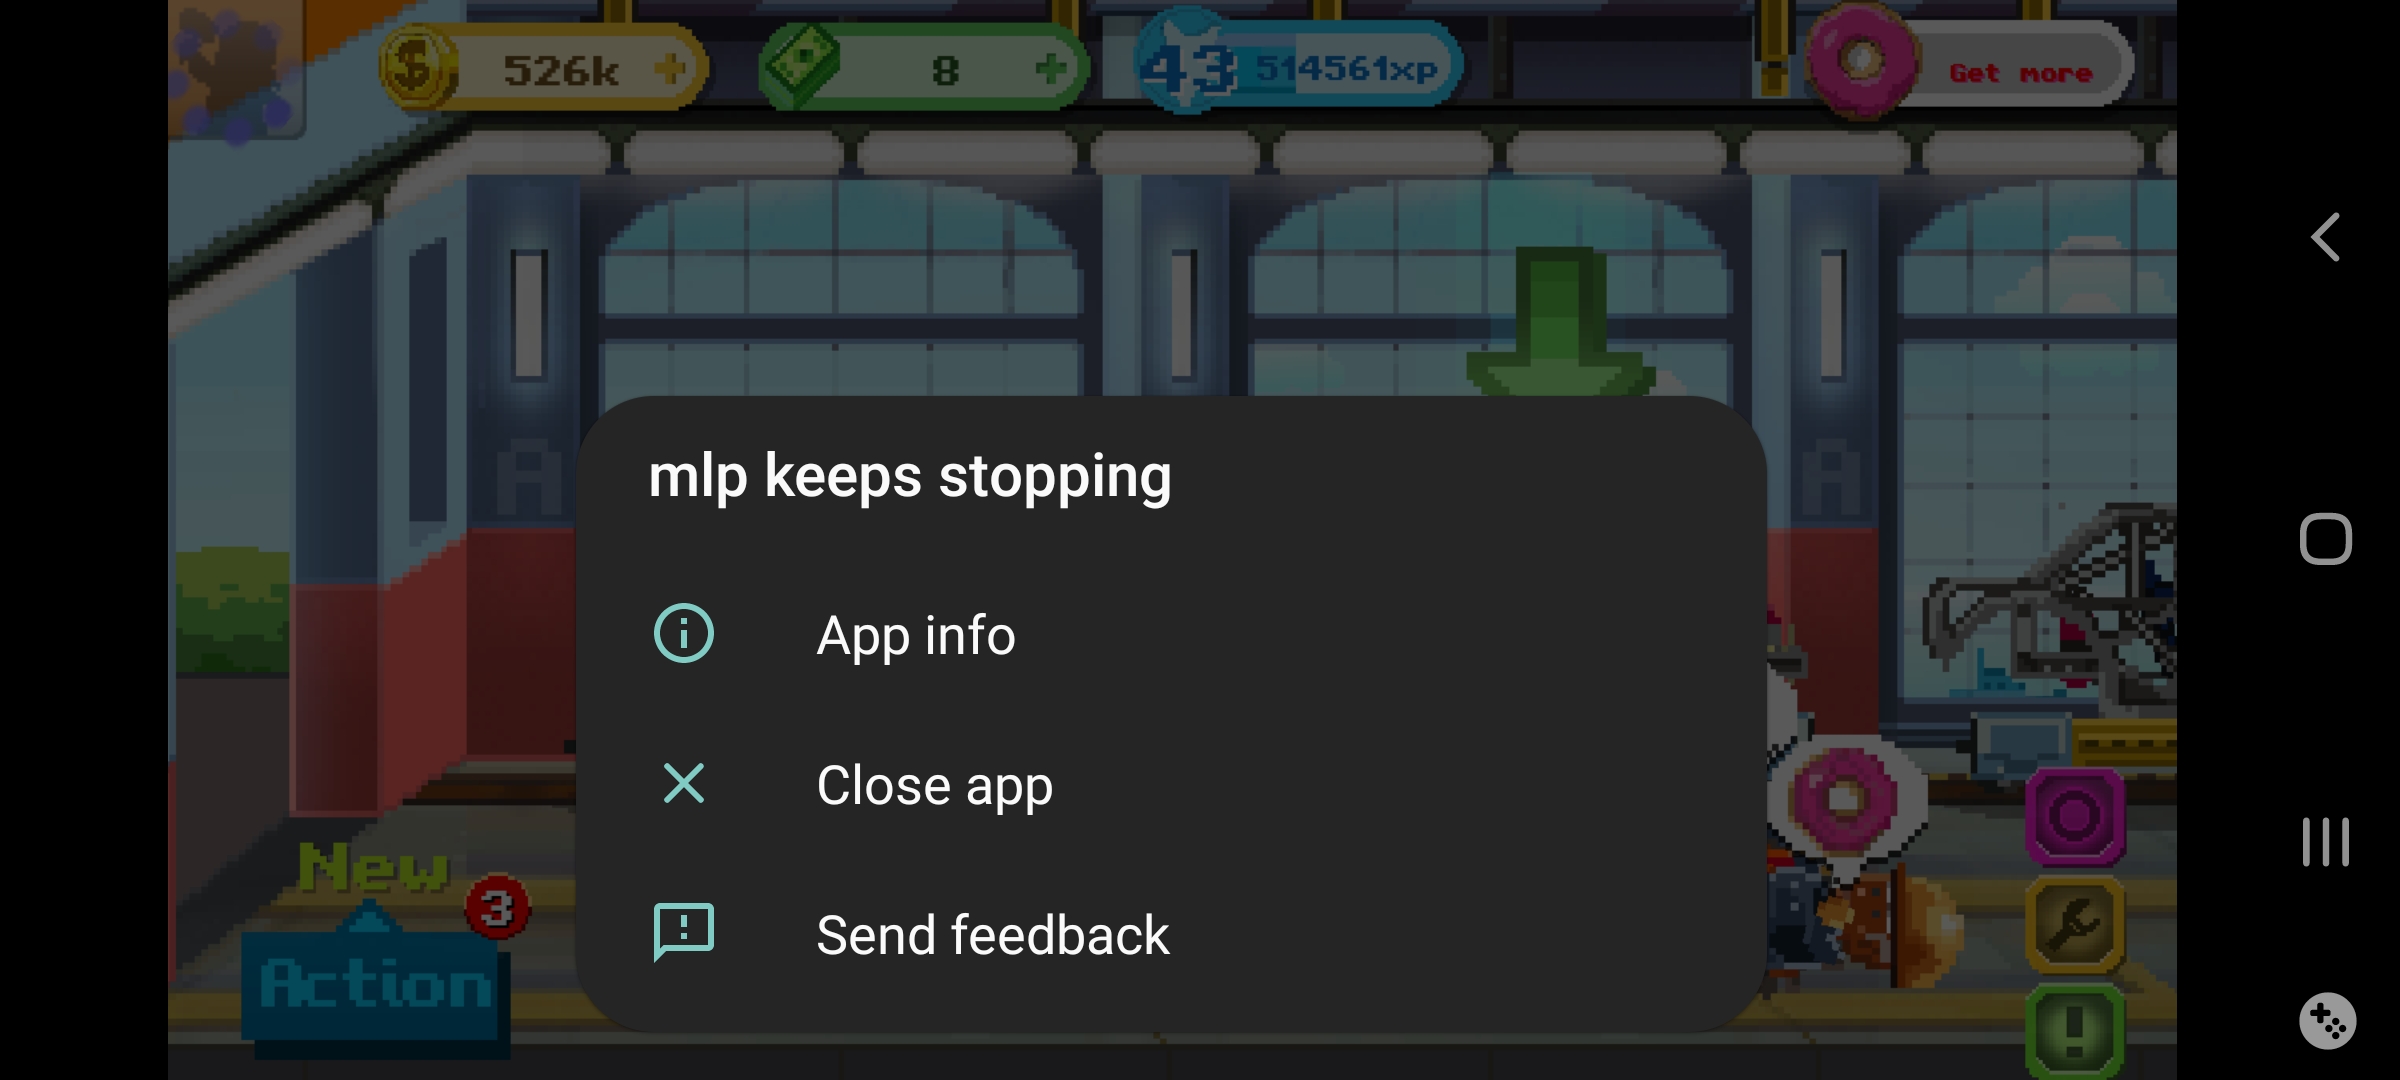 526k
8
43
514561xp
Get more
A
A
mlp keeps stopping
App info
Close app
Send feedback
New
3
Action